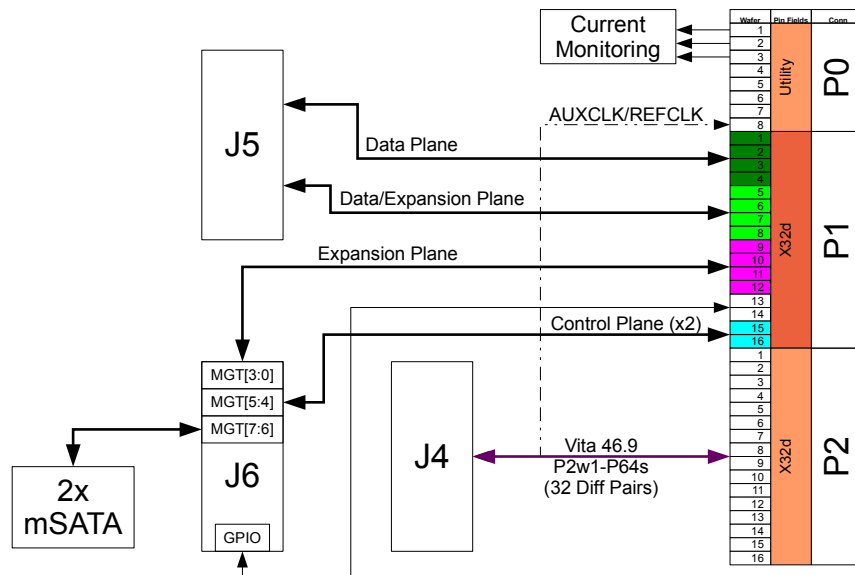 Current
Monitoring
Wafer
Pin Fields
Conn
1
2
3
4
5
6
7
8
Utility
P0
AUXCLK/REFCLK
J5
Data Plane
Data/Expansion Plane
Expansion Plane
Control Plane (x2)
1
2
3
4
5
6
7
8
9
10
11
12
13
14
15
16
X32d
P1
MGT[3:0]
MGT[5:4]
MGT[7:6]
J6
GPIO
2x
mSATA
J4
Vita 46.9
P2w1-P64s
(32 Diff Pairs)
1
2
3
4
5
6
7
8
9
10
11
12
13
14
15
16
X32d
P2